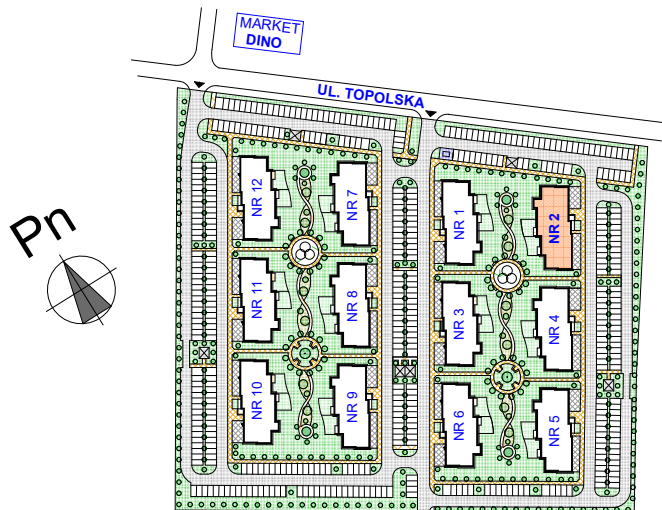 MARKET
DINO
UL. TOPOLSKA
Pn
NR 12
NR 7
NR 1
NR 2
NR 11
NR 8
NR 3
NR 4
NR 10
NR 9
NR 6
NR 5